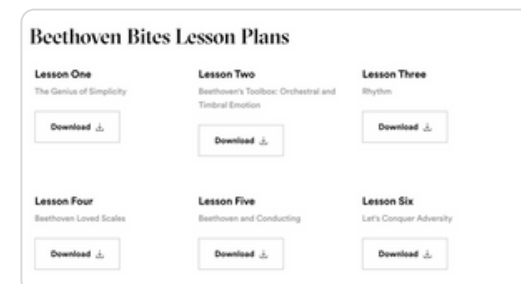 Beethoven Bites Lesson Plans
Lesson One
The Genius of Simplicity
Download
Lesson Two
Beethoven's Toolbox: Orchestral and
Timbral Emotion
Download
Lesson Three
Rhythm
Download
Lesson Four
Beethoven Loved Scales
Download
Lesson Five
Beethoven and Conducting
Download
Lesson Six
Let's Conquer Adversity
Download